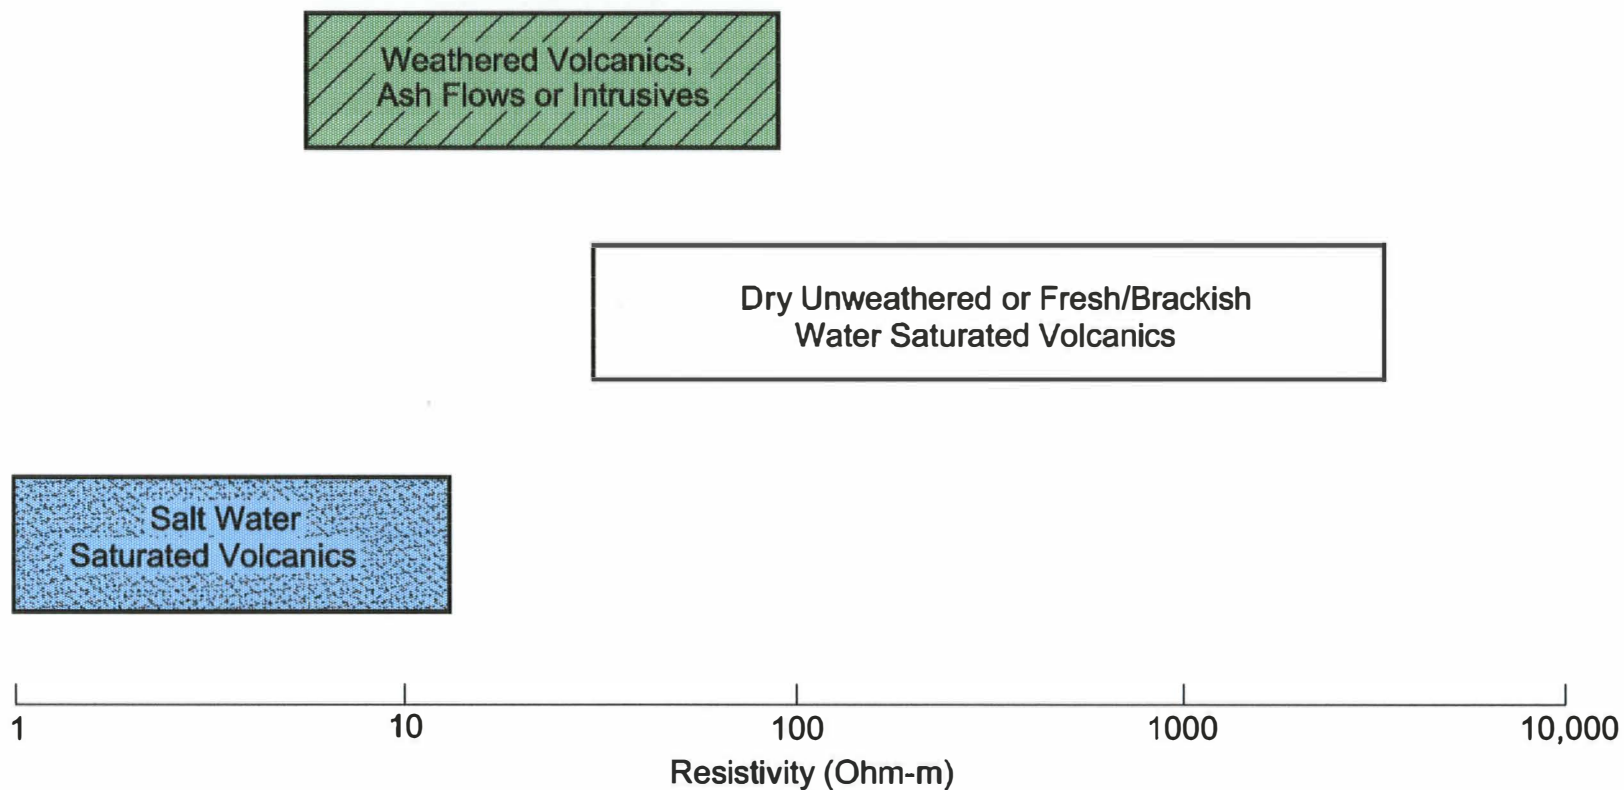 Weathered Volcanics,
Ash Flows or Intrusives
Dry Unweathered or Fresh/Brackish
Water Saturated Volcanics
Salt Water
Saturated Volcanics
1 10 100 1000 10,000
Resistivity (Ohm-m)